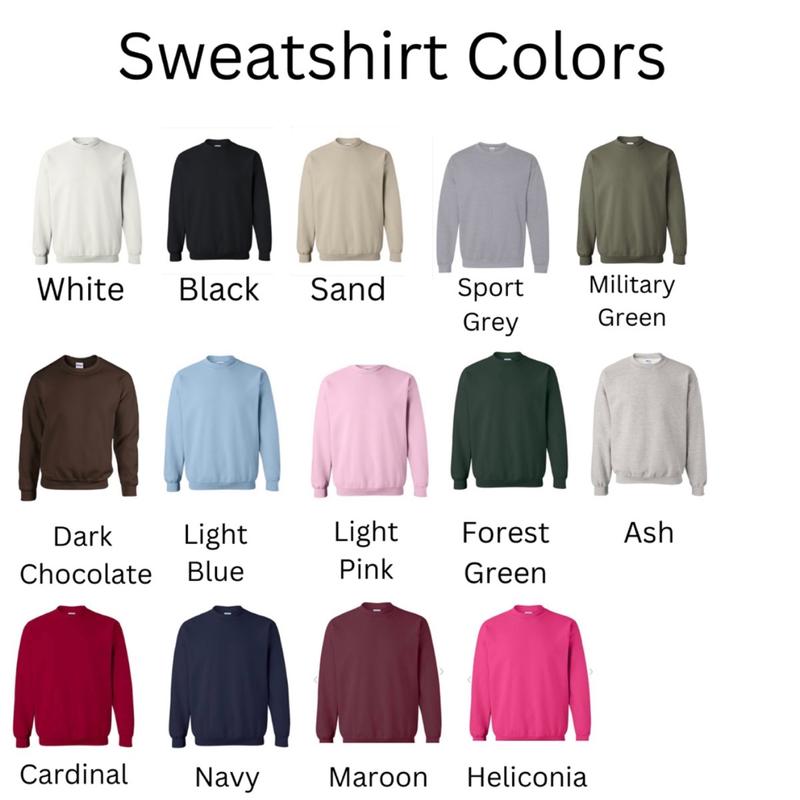 Sweatshirt Colors
White
Black
Sand
Sport
Grey
Military
Green
Dark
Chocolate
Light
Blue
Light
Pink
Forest
Green
Ash
Cardinal
Navy
Maroon
Heliconia